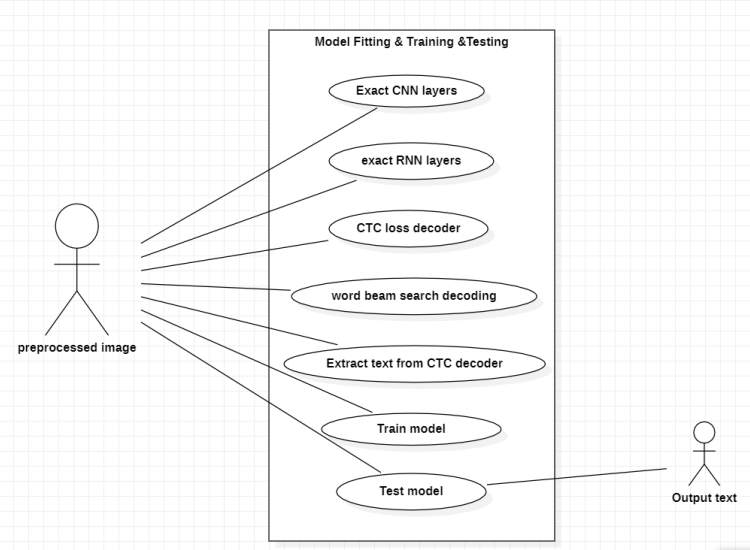 Model Fitting & Training &Testing
Exact CNN layers
exact RNN layers
CTC loss decoder
word beam search decoding
preprocessed image
Extract text from CTC decoder
Train model
Test model
Output text